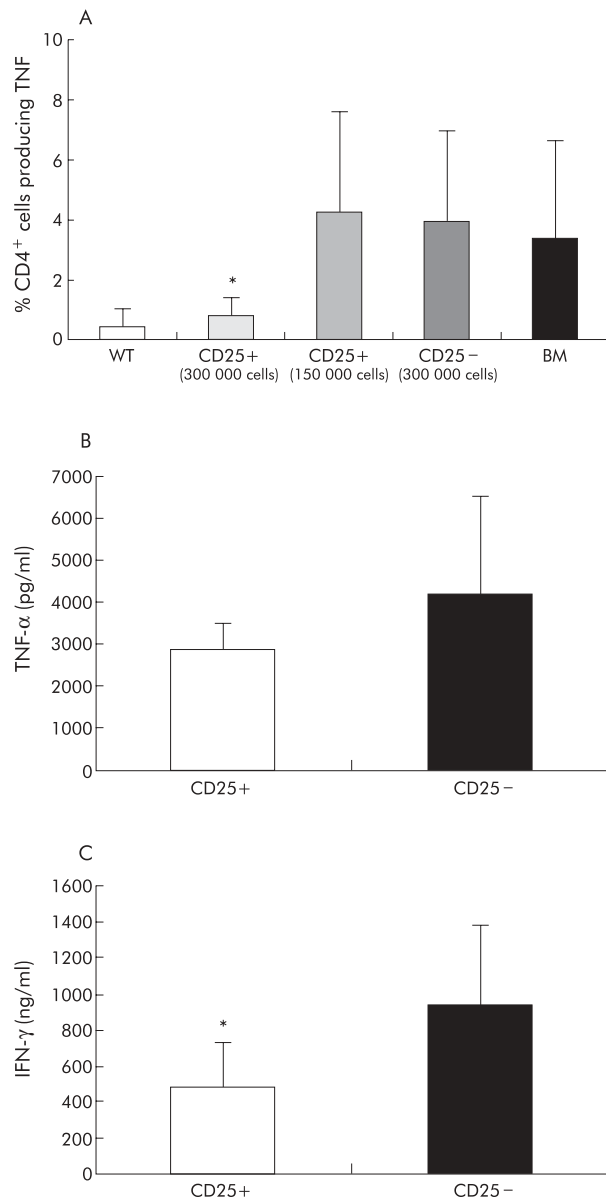 A
% CD4+ cells producing TNF
10
8
6
4
2
0
*
WT
CD25+
(300 000 cells)
CD25+
(150 000 cells)
CD25−
(300 000 cells)
BM
B
TNF-α (pg/ml)
7000
6000
5000
4000
3000
2000
1000
0
CD25+
CD25−
C
IFN-γ (ng/ml)
1600
1400
1200
1000
800
600
400
200
0
*
CD25+
CD25−